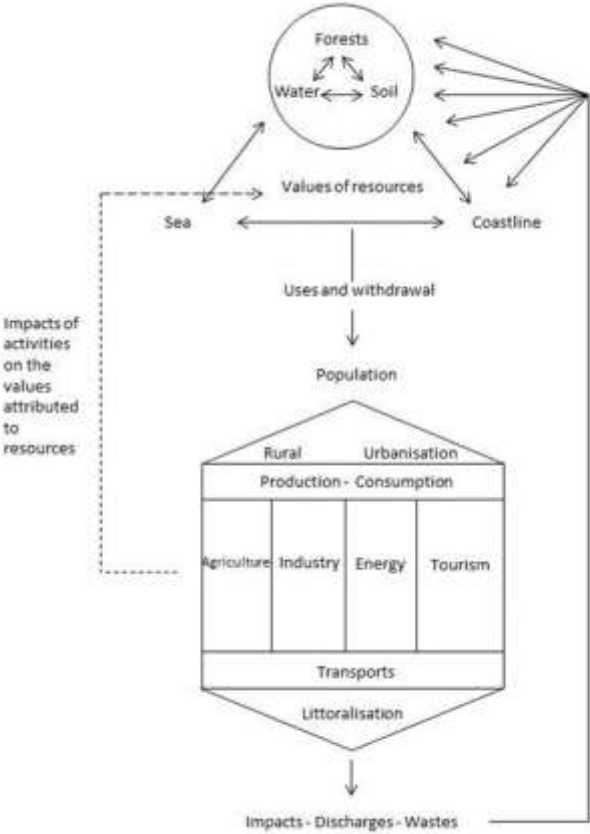 Forests
Water Soil
Values of resources
Sea Coastline
Uses and withdrawal
Impacts of
activities
on the
values
attributed
to
resources
Population
Rural Urbanisation
Production - Consumption
Agriculture Industry Energy Tourism
Transports
Littoralisation
Impacts - Discharges - Wastes